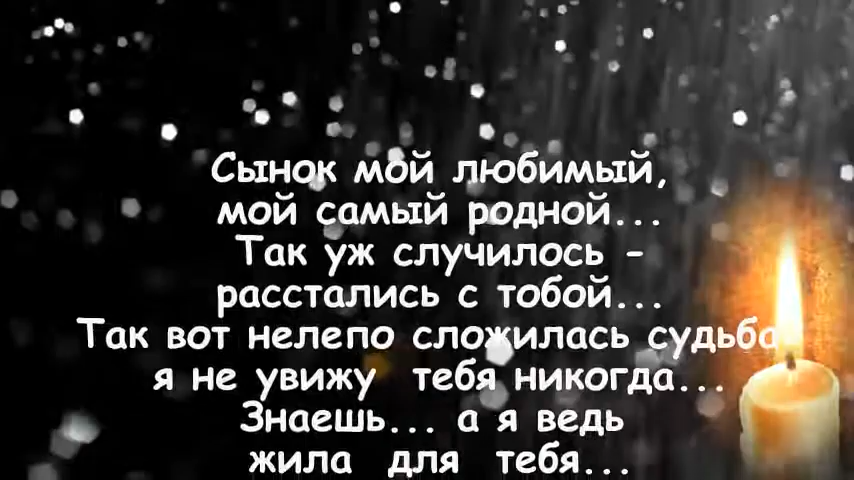 Сынок мой любимый,
мой самый родной...
Так уж случилось -
расстались с тобой...
Так вот нелепо сложилась судьба
я не увижу тебя никогда...
Знаешь... а я ведь
жила для тебя...